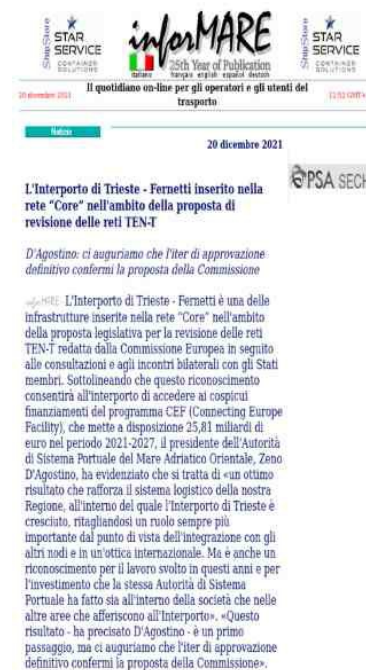 ShipStore
STAR
SERVICE
CONTAINER
SOLUTIONS
inforMARE
25th Year of Publication
italiano français english español deutsch
ShipStore
STAR
SERVICE
CONTAINER
SOLUTIONS
20 dicembre 2021
Il quotidiano on-line per gli operatori e gli utenti del
trasporto
Notizie
20 dicembre 2021
PSA SECH
L'Interporto di Trieste - Fernetti inserito nella
rete "Core" nell'ambito della proposta di
revisione delle reti TEN-T
D'Agostino: ci auguriamo che l'iter di approvazione
definitivo confermi la proposta della Commissione
inforMARE L'Interporto di Trieste - Fernetti è una delle
infrastrutture inserite nella rete "Core" nell'ambito
della proposta legislativa per la revisione delle reti
TEN-T redatta dalla Commissione Europea in seguito
alle consultazioni e agli incontri bilaterali con gli Stati
membri. Sottolineando che questo riconoscimento
consentirà all'interporto di accedere ai cospicui
finanziamenti del programma CEF (Connecting Europe
Facility), che mette a disposizione 25,81 miliardi di
euro nel periodo 2021-2027, il presidente dell'Autorità
di Sistema Portuale del Mare Adriatico Orientale, Zeno
D'Agostino, ha evidenziato che si tratta di «un ottimo
risultato che rafforza il sistema logistico della nostra
Regione, all'interno del quale l'Interporto di Trieste è
cresciuto, ritagliandosi un ruolo sempre più
importante dal punto di vista dell'integrazione con gli
altri nodi e in un'ottica internazionale. Ma è anche un
riconoscimento per il lavoro svolto in questi anni e per
l'investimento che la stessa Autorità di Sistema
Portuale ha fatto sia all'interno della società che nelle
altre aree che afferiscono all'Interporto». «Questo
risultato - ha precisato D'Agostino - è un primo
passaggio, ma ci auguriamo che l'iter di approvazione
definitivo confermi la proposta della Commissione».